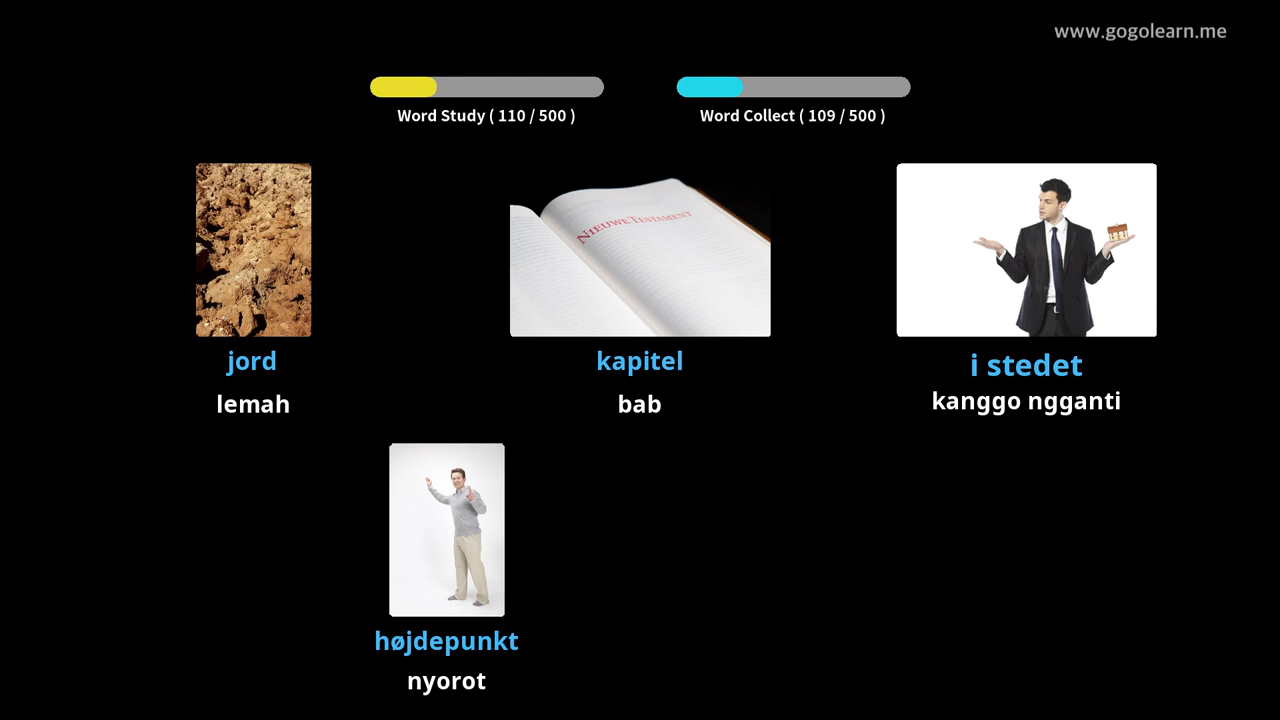 www.gogolearn.me
Word Study ( 110 / 500 )
Word Collect ( 109 / 500 )
NIEUWE TESTAMENT
jord
kapitel
i stedet
lemah
bab
kanggo ngganti
højdepunkt
nyorot